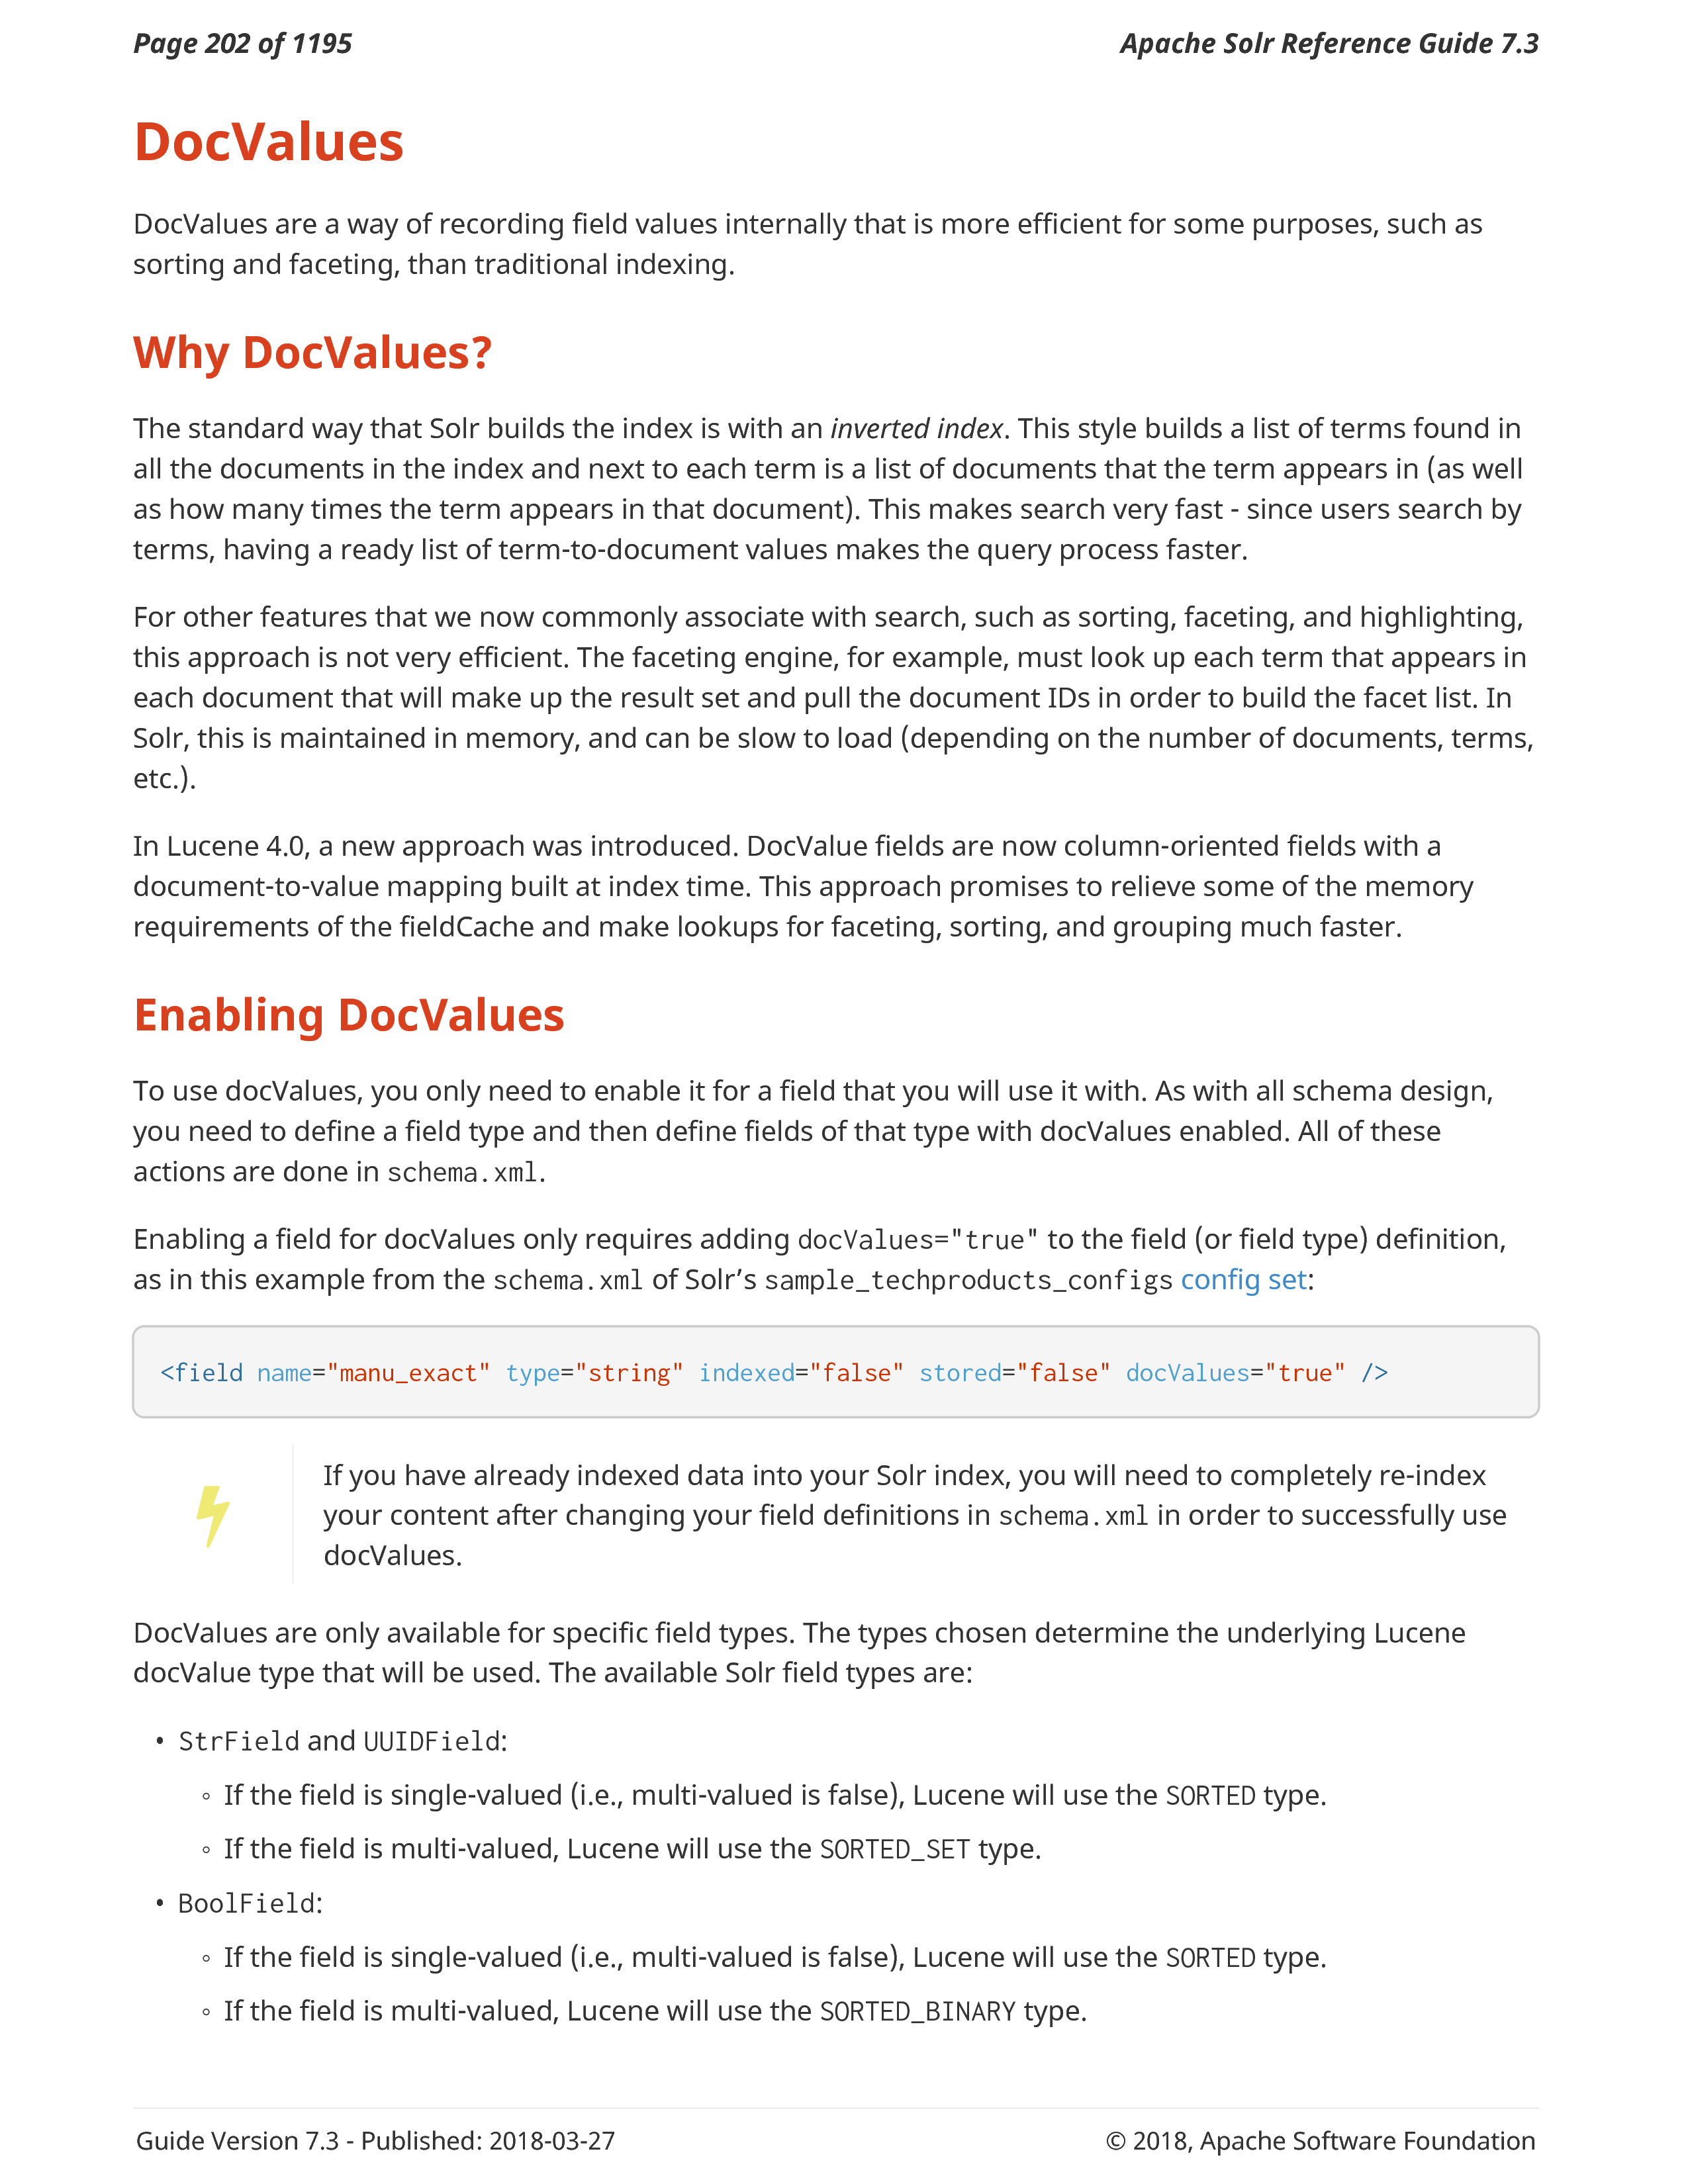 Page 202 of 1195
Apache Solr Reference Guide 7.3
DocValues
DocValues are a way of recording field values internally that is more efficient for some purposes, such as
sorting and faceting, than traditional indexing.
Why DocValues?
The standard way that Solr builds the index is with an inverted index. This style builds a list of terms found in
all the documents in the index and next to each term is a list of documents that the term appears in (as well
as how many times the term appears in that document). This makes search very fast - since users search by
terms, having a ready list of term-to-document values makes the query process faster.
For other features that we now commonly associate with search, such as sorting, faceting, and highlighting,
this approach is not very efficient. The faceting engine, for example, must look up each term that appears in
each document that will make up the result set and pull the document IDs in order to build the facet list. In
Solr, this is maintained in memory, and can be slow to load (depending on the number of documents, terms,
etc.).
In Lucene 4.0, a new approach was introduced. DocValue fields are now column-oriented fields with a
document-to-value mapping built at index time. This approach promises to relieve some of the memory
requirements of the fieldCache and make lookups for faceting, sorting, and grouping much faster.
Enabling DocValues
To use docValues, you only need to enable it for a field that you will use it with. As with all schema design,
you need to define a field type and then define fields of that type with docValues enabled. All of these
actions are done in schema.xml.
Enabling a field for docValues only requires adding docValues="true" to the field (or field type) definition,
as in this example from the schema.xml of Solr’s sample_techproducts_configs config set:
<field name="manu_exact" type="string" indexed="false" stored="false" docValues="true" />
If you have already indexed data into your Solr index, you will need to completely re-index
your content after changing your field definitions in schema.xml in order to successfully use
docValues.
DocValues are only available for specific field types. The types chosen determine the underlying Lucene
docValue type that will be used. The available Solr field types are:
• StrField and UUIDField:
◦ If the field is single-valued (i.e., multi-valued is false), Lucene will use the SORTED type.
◦ If the field is multi-valued, Lucene will use the SORTED_SET type.
• BoolField:
◦ If the field is single-valued (i.e., multi-valued is false), Lucene will use the SORTED type.
◦ If the field is multi-valued, Lucene will use the SORTED_BINARY type.
Guide Version 7.3 - Published: 2018-03-27
© 2018, Apache Software Foundation